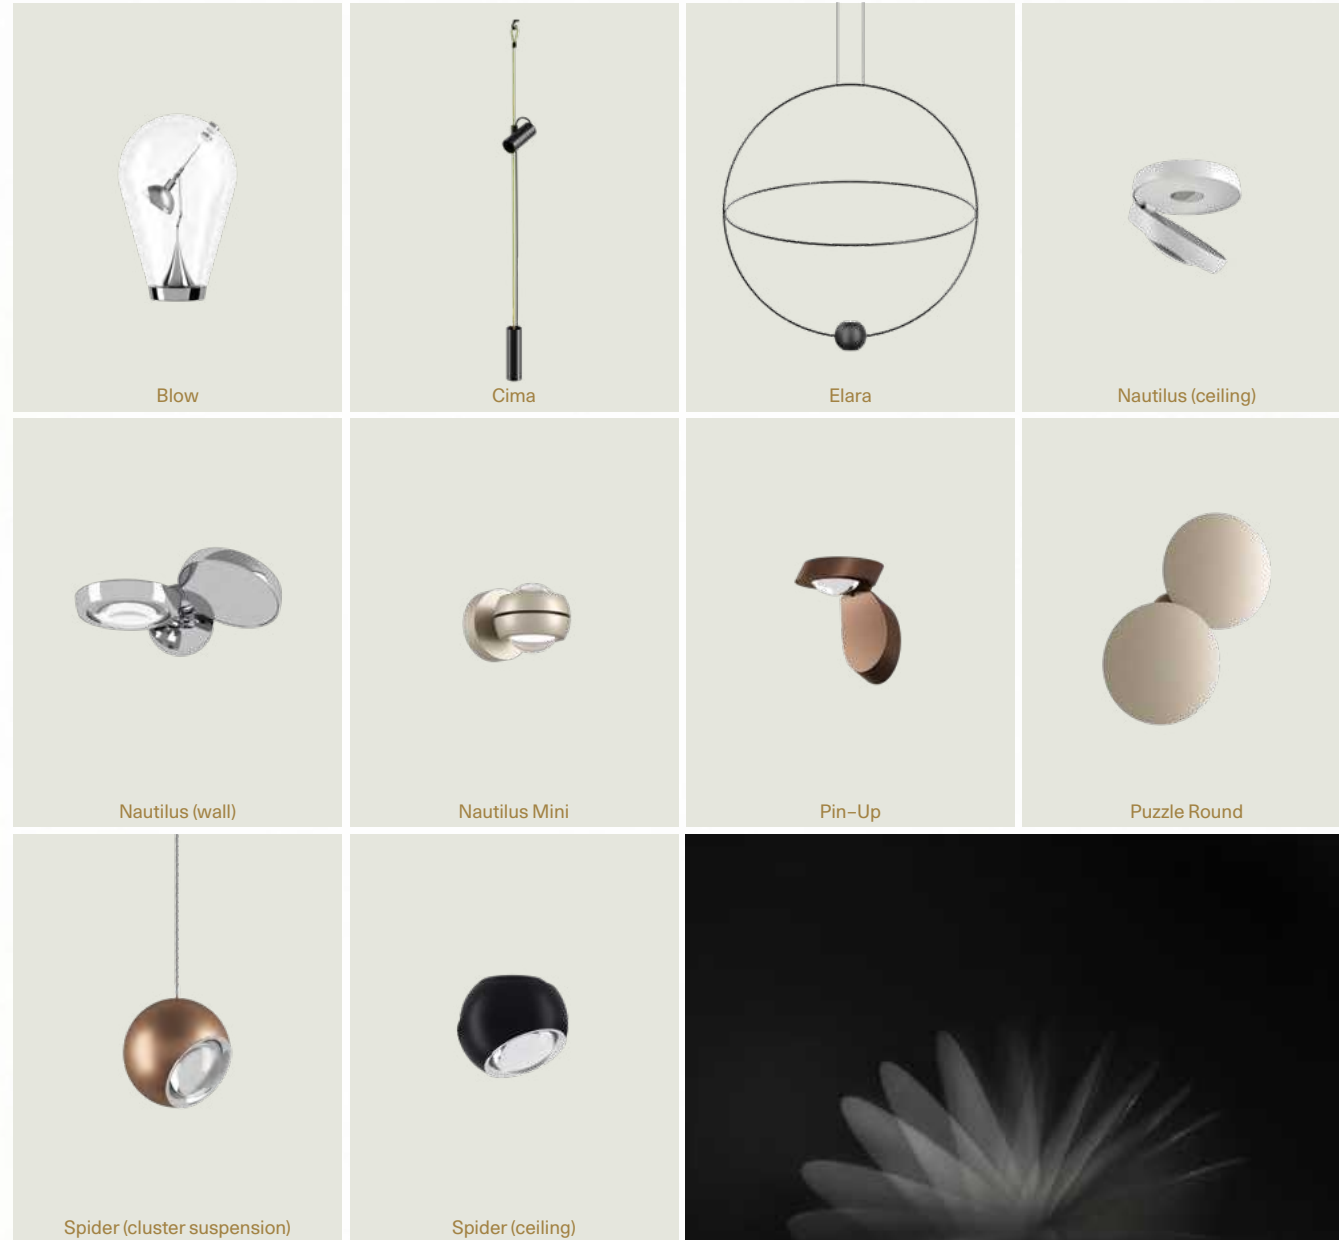 Blow
Cima
Elara
Nautilus (ceiling)
Nautilus (wall)
Nautilus Mini
Pin–Up
Puzzle Round
Spider (cluster suspension)
Spider (ceiling)